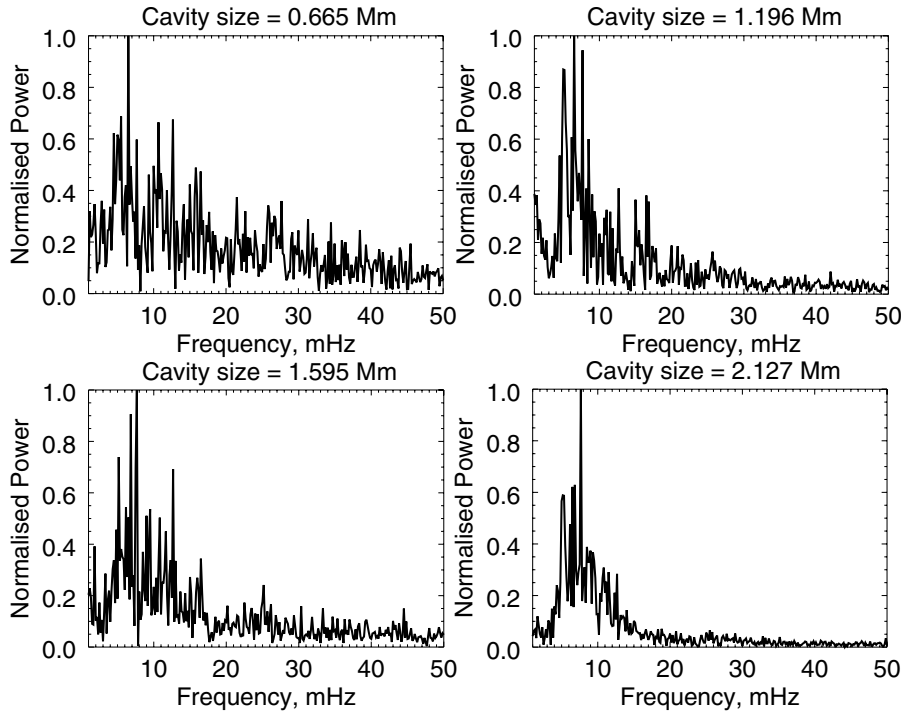 Cavity size = 0.665 Mm
1.0
0.8
0.6
0.4
0.2
0.0
Normalised Power
10 20 30 40 50
Frequency, mHz
Cavity size = 1.196 Mm
1.0
0.8
0.6
0.4
0.2
0.0
Normalised Power
10 20 30 40 50
Frequency, mHz
Cavity size = 1.595 Mm
1.0
0.8
0.6
0.4
0.2
0.0
Normalised Power
10 20 30 40 50
Frequency, mHz
Cavity size = 2.127 Mm
1.0
0.8
0.6
0.4
0.2
0.0
Normalised Power
10 20 30 40 50
Frequency, mHz